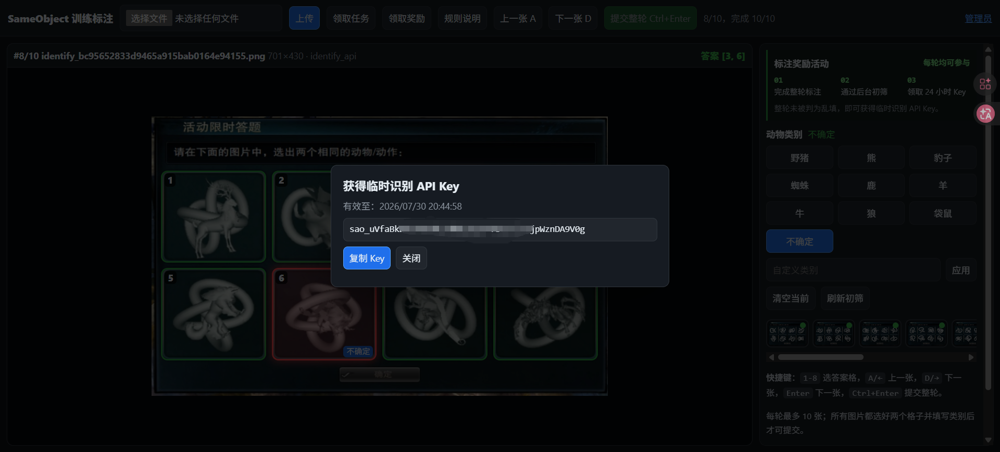 SameObject 训练标注
选择文件 未选择任何文件
上传
领取任务
领取奖励
规则说明
上一张 A
下一张 D
提交整轮 Ctrl+Enter
8/10，完成 10/10
管理员
#8/10 identify_bc95652833d9465a915bab0164e94155.png 701×430 · identify_api
答案 [3, 6]
活动限时答题
请在下面的图片中，选出两个相同的动物/动作：
1
2
5
6
不确定
确定
获得临时识别 API Key
有效至：2026/07/30 20:44:58
sao_uVfaBk
jpWznDA9V0g
复制 Key
关闭
标注奖励活动
每轮均可参与
01
02
03
完成整轮标注
通过后台初筛
领取 24 小时 Key
整轮未被判为乱填，即可获得临时识别 API Key。
动物类别 不确定
野猪
熊
豹子
蜘蛛
鹿
羊
牛
狼
袋鼠
不确定
自定义类别
应用
清空当前
刷新初筛
快捷键： 1-8 选答案格， A/← 上一张， D/→ 下一
张， Enter 下一张， Ctrl+Enter 提交整轮。
每轮最多 10 张；所有图片都选好两个格子并填写类别后
才可提交。